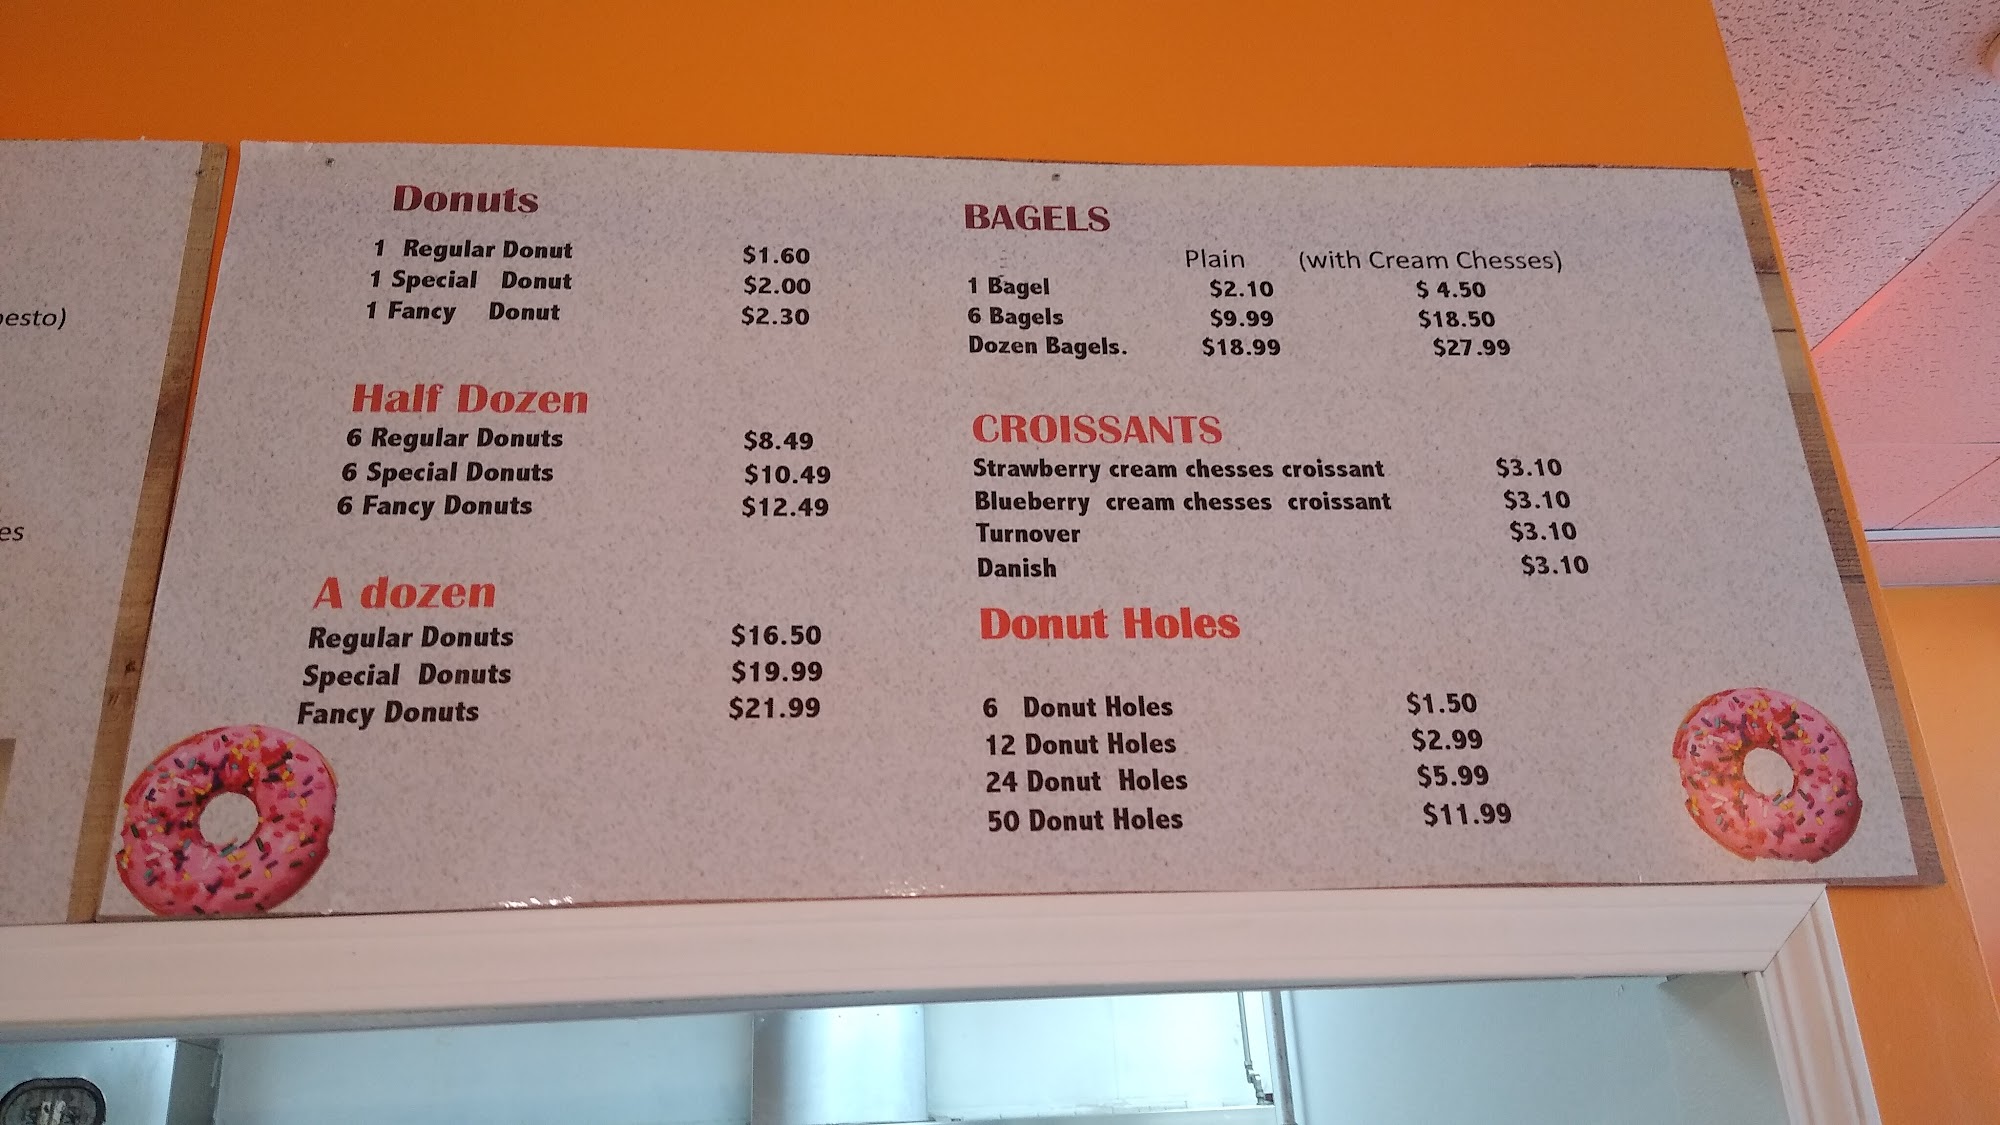 pesto)
es
Donuts
1 Regular Donut $1.60
1 Special Donut $2.00
1 Fancy Donut $2.30
Half Dozen
6 Regular Donuts $8.49
6 Special Donuts $10.49
6 Fancy Donuts $12.49
A dozen
Regular Donuts $16.50
Special Donuts $19.99
Fancy Donuts $21.99
BAGELS
Plain (with Cream Chesses)
1 Bagel $2.10 $ 4.50
6 Bagels $9.99 $18.50
Dozen Bagels. $18.99 $27.99
CROISSANTS
Strawberry cream chesses croissant $3.10
Blueberry cream chesses croissant $3.10
Turnover $3.10
Danish $3.10
Donut Holes
6 Donut Holes $1.50
12 Donut Holes $2.99
24 Donut Holes $5.99
50 Donut Holes $11.99